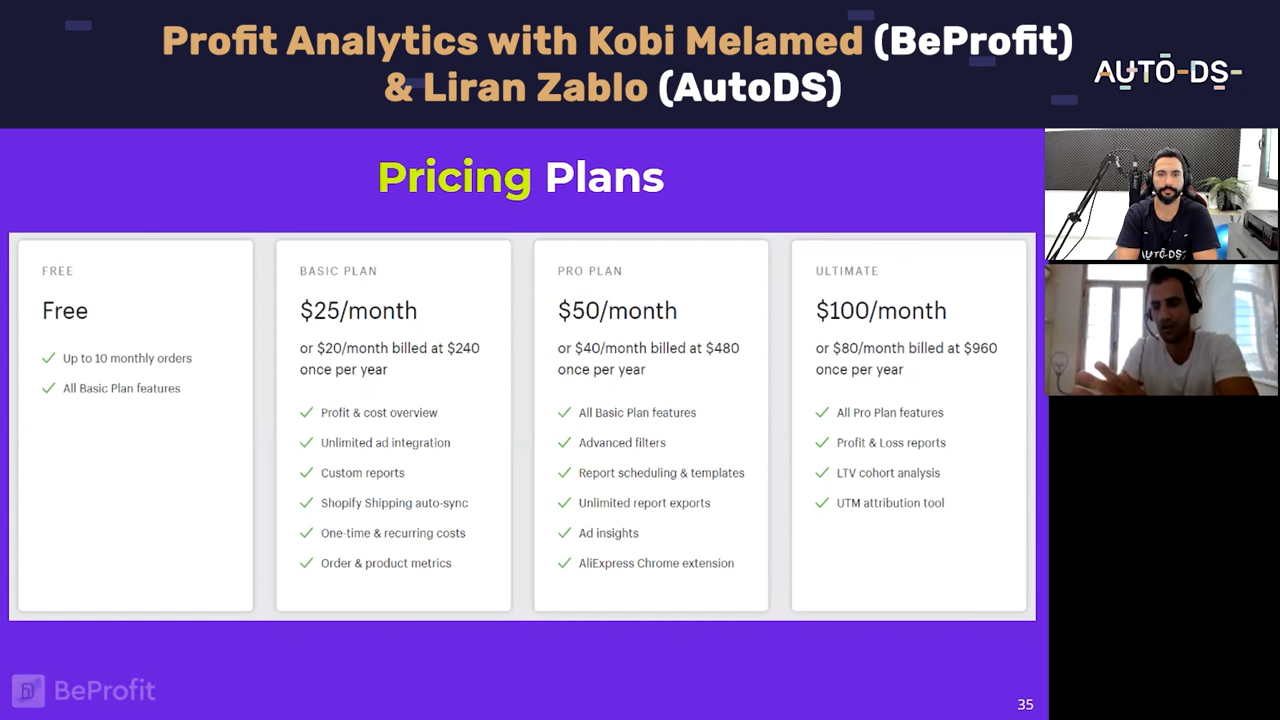 Profit Analytics with Kobi Melamed (BeProfit)
& Liran Zablo (AutoDS)
AUTO-DS-
Pricing Plans
FREE
Free
Up to 10 monthly orders
All Basic Plan features
BASIC PLAN
$25/month
or $20/month billed at $240
once per year
Profit & cost overview
Unlimited ad integration
Custom reports
Shopify Shipping auto-sync
One-time & recurring costs
Order & product metrics
PRO PLAN
$50/month
or $40/month billed at $480
once per year
All Basic Plan features
Advanced filters
Report scheduling & templates
Unlimited report exports
Ad insights
AliExpress Chrome extension
ULTIMATE
$100/month
or $80/month billed at $960
once per year
All Pro Plan features
Profit & Loss reports
LTV cohort analysis
UTM attribution tool
AUTO-DS-
BeProfit
35